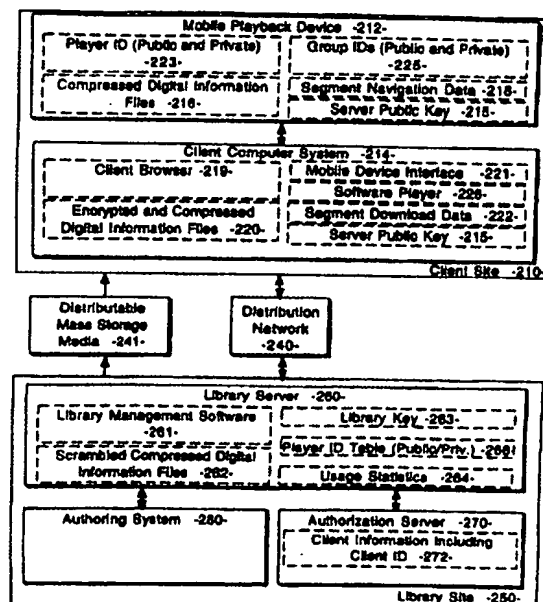 Mobile Playback Device -212-
Player ID (Public and Private)
-223-
Group IDs (Public and Private)
-225-
Compressed Digital Information
Files -216-
Segment Navigation Data -218-
Server Public Key -215-
Client Computer System -214-
Client Browser -219-
Mobile Device Interface -221-
Software Player -226-
Encrypted and Compressed
Digital Information Files -220-
Segment Download Data -222-
Server Public Key -215-
Client Site -210-
Distributable
Mass Storage
Media -241-
Distribution
Network
-240-
Library Server -260-
Library Management Software
-261-
Library Key -263-
Player ID Table (Public/Priv.)
Scrambled Compressed Digital
Information Files -262-
Usage Statistics -264-
Authoring System -280-
Authorization Server -270-
Client Information Including
Client ID -272-
Library Site -250-